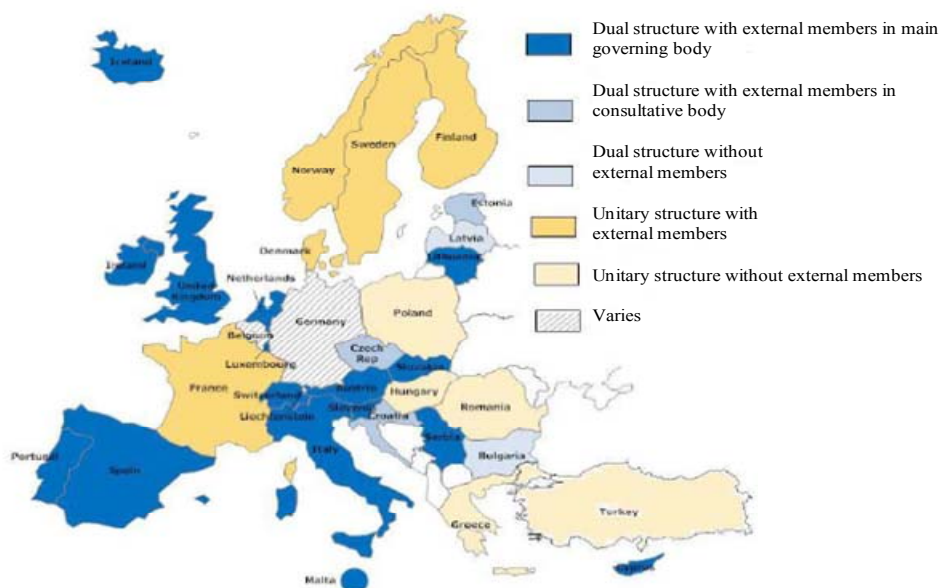 Dual structure with external members in main
governing body
Dual structure with external members in
consultative body
Dual structure without
external members
Unitary structure with
external members
Unitary structure without external members
Varies
Iceland
Norway
Sweden
Finland
Estonia
Latvia
Lithuania
Denmark
Ireland
United
Kingdom
Netherlands
Belgium
Germany
Poland
Luxembourg
Czech
Rep
Slovakia
France
Switzerland
Austria
Hungary
Liechtenstein
Slovenia
Croatia
Romania
Italy
Serbia
Bulgaria
Portugal
Spain
Greece
Turkey
Malta
Cyprus